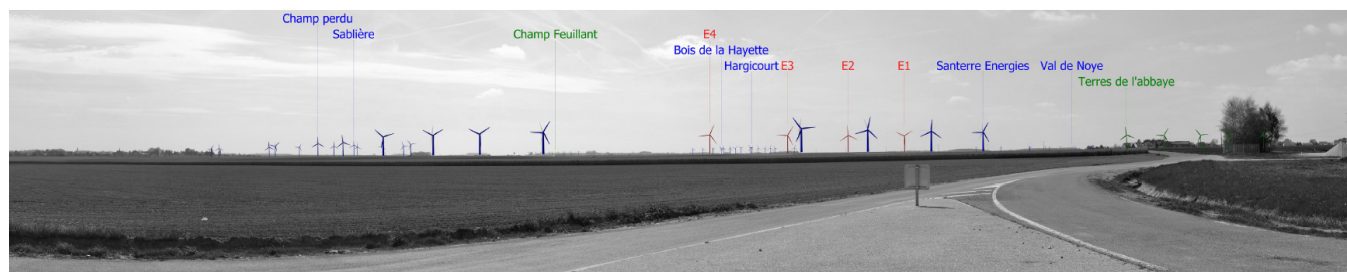 Champ perdu
Sablière
Champ Feuillant
E4
Bois de la Hayette
Hargicourt
E3
E2
E1
Santerre Energies
Val de Noye
Terres de l'abbaye